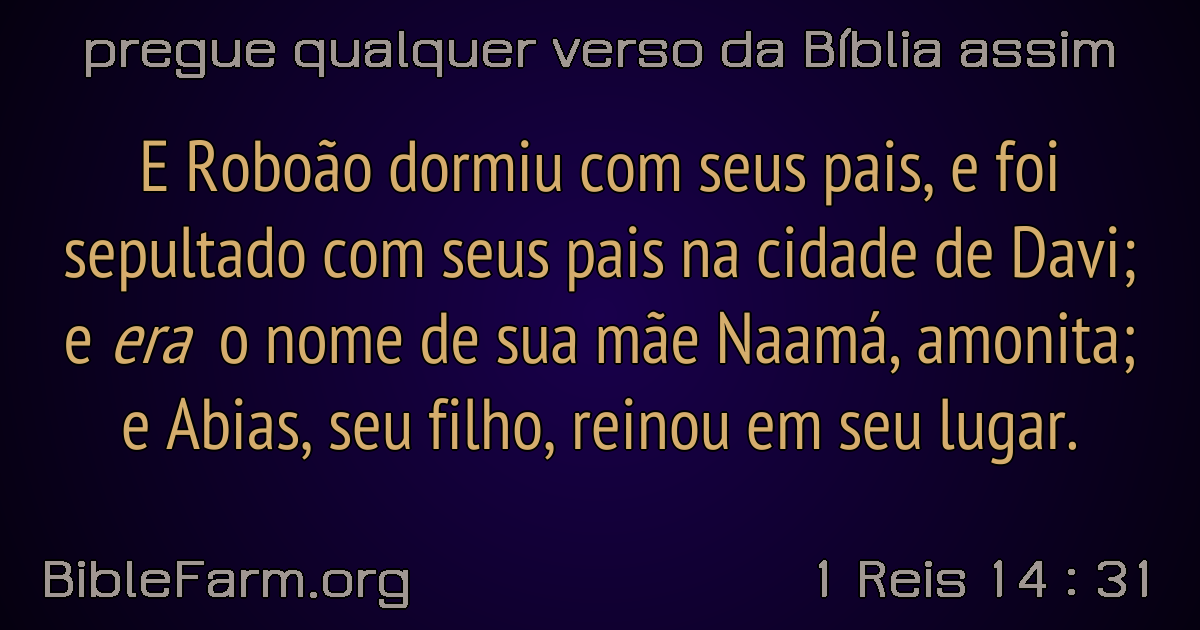 pregue qualquer verso da Bíblia assim
E Roboão dormiu com seus pais, e foi
sepultado com seus pais na cidade de Davi;
e era o nome de sua mãe Naamá, amonita;
e Abias, seu filho, reinou em seu lugar.
BibleFarm.org
1 Reis 14 : 31